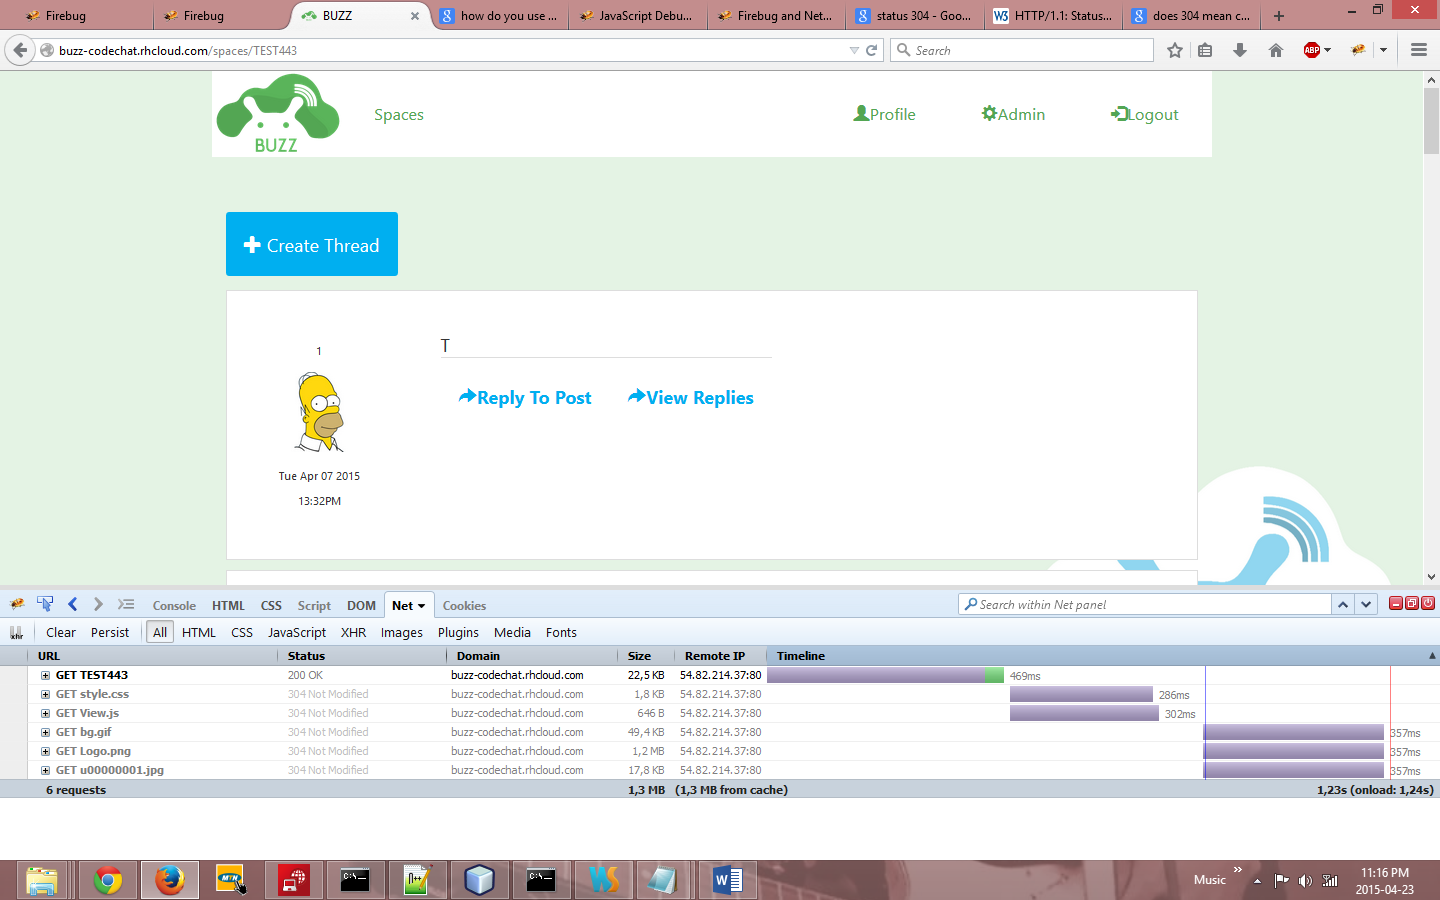 Firebug Firebug BUZZ how do you use ... JavaScript Debu... Firebug and Net... status 304 - Goo... HTTP/1.1: Status... does 304 mean c...
buzz-codechat.rhcloud.com/spaces/TEST443 Search ABP
BUZZ Spaces Profile Admin Logout
Create Thread
1
T
Reply To Post View Replies
Tue Apr 07 2015
13:32PM
Console HTML CSS Script DOM Net Cookies Search within Net panel
xhr Clear Persist All HTML CSS JavaScript XHR Images Plugins Media Fonts
URL Status Domain Size Remote IP Timeline
GET TEST443 200 OK buzz-codechat.rhcloud.com 22,5 KB 54.82.214.37:80 469ms
GET style.css 304 Not Modified buzz-codechat.rhcloud.com 1,8 KB 54.82.214.37:80 286ms
GET View.js 304 Not Modified buzz-codechat.rhcloud.com 646 B 54.82.214.37:80 302ms
GET bg.gif 304 Not Modified buzz-codechat.rhcloud.com 49,4 KB 54.82.214.37:80 357ms
GET Logo.png 304 Not Modified buzz-codechat.rhcloud.com 1,2 MB 54.82.214.37:80 357ms
GET u00000001.jpg 304 Not Modified buzz-codechat.rhcloud.com 17,8 KB 54.82.214.37:80 357ms
6 requests 1,3 MB (1,3 MB from cache) 1,23s (onload: 1,24s)
MTN C:\_ C:\_ WS W Music 11:16 PM
2015-04-23